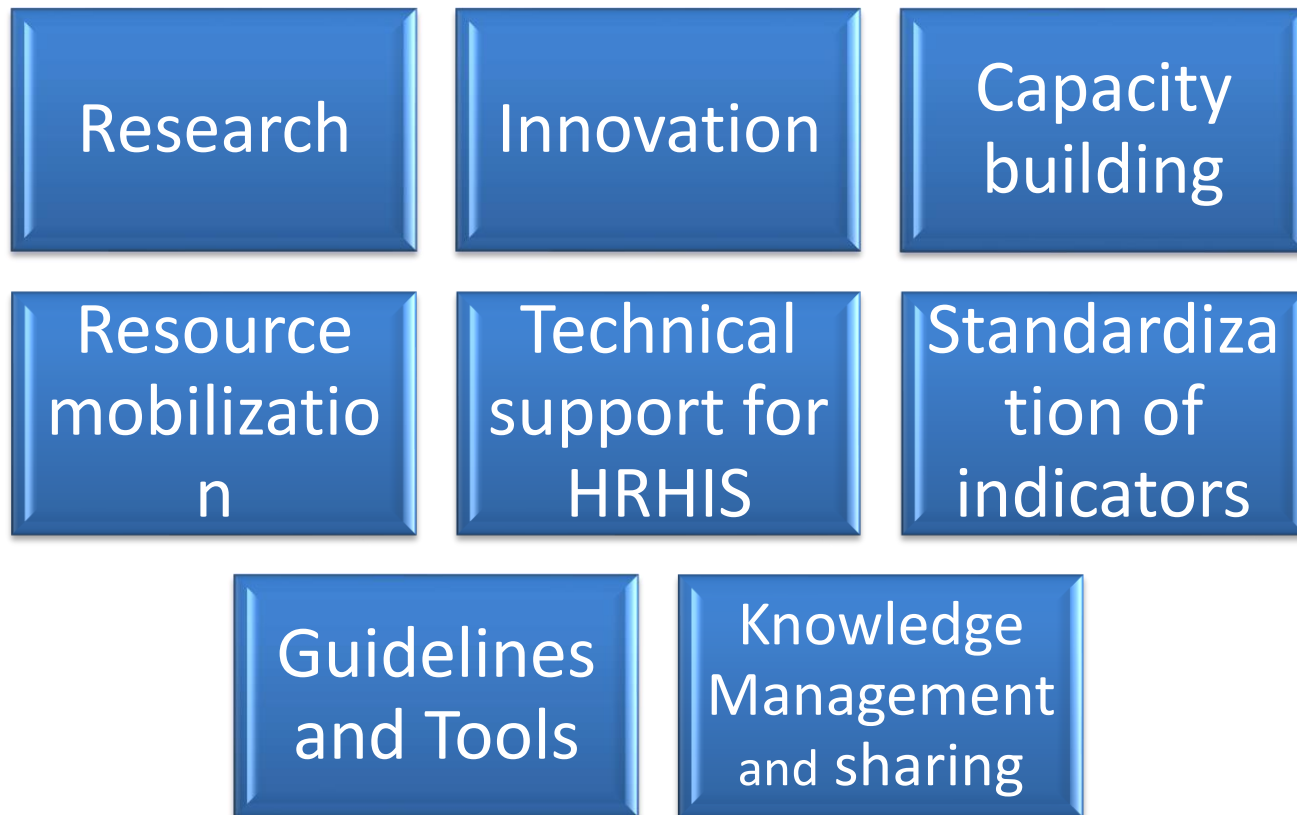 Research
Innovation
Capacity
building
Resource
mobilizatio
n
Technical
support for
HRHIS
Standardiza
tion of
indicators
Guidelines
and Tools
Knowledge
Management
and sharing